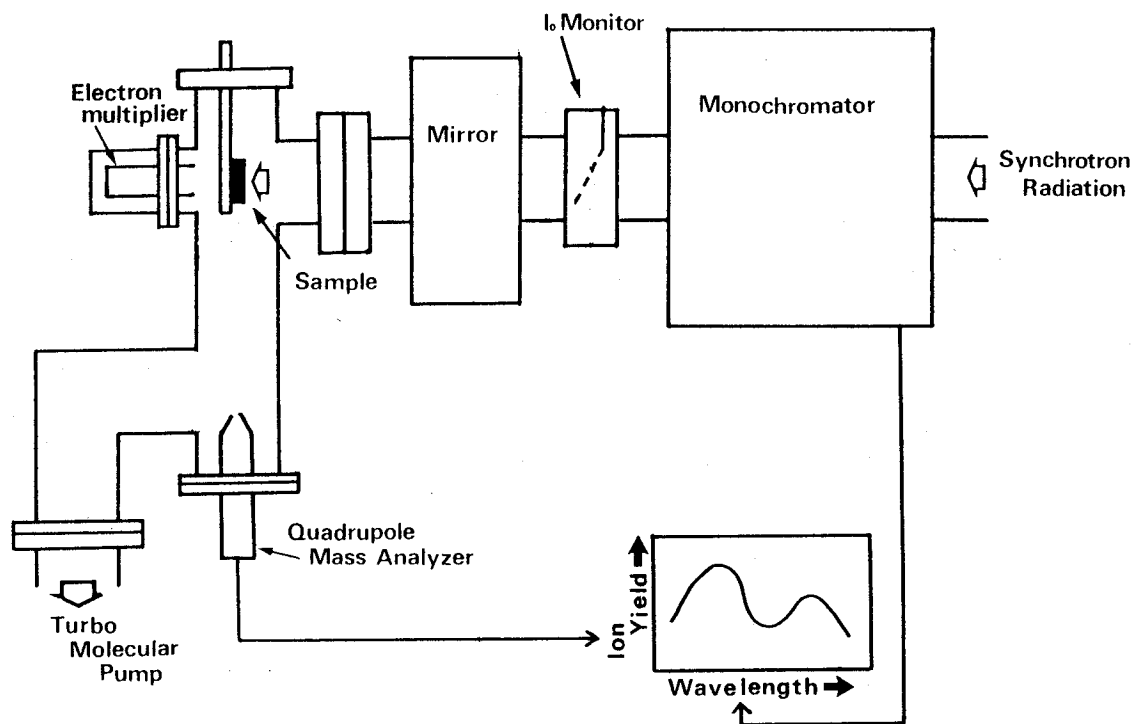 I₀ Monitor
Electron
multiplier
Monochromator
Mirror
Synchrotron
Radiation
Sample
Quadrupole
Mass Analyzer
Ion
Yield
Turbo
Molecular
Pump
Wavelength